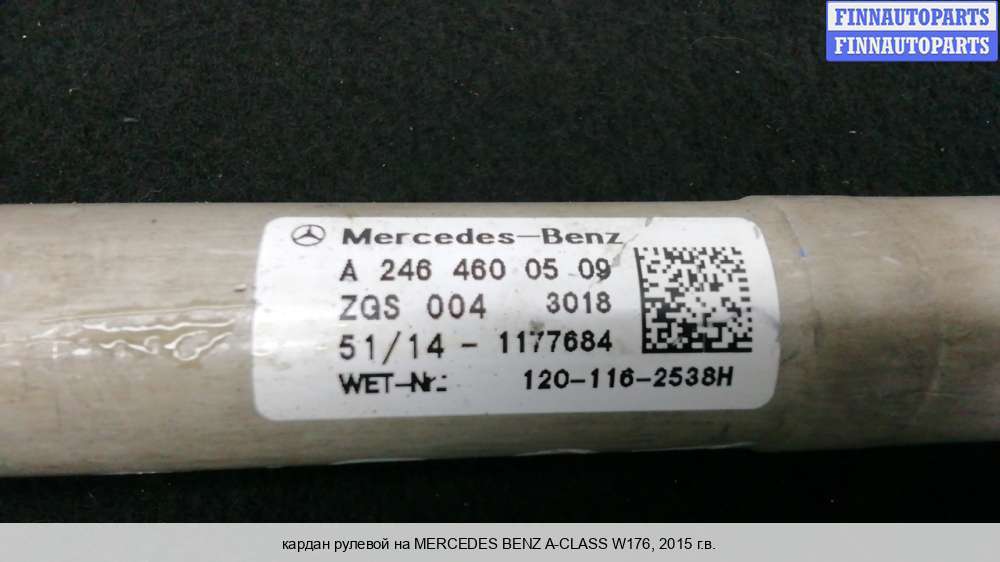 FINNAUTOPARTS
FINNAUTOPARTS
Mercedes-Benz
A 246 460 05 09
ZGS 004 3018
51/14 - 1177684
WET-Nr.: 120-116-2538H
кардан рулевой на MERCEDES BENZ A-CLASS W176, 2015 г.в.